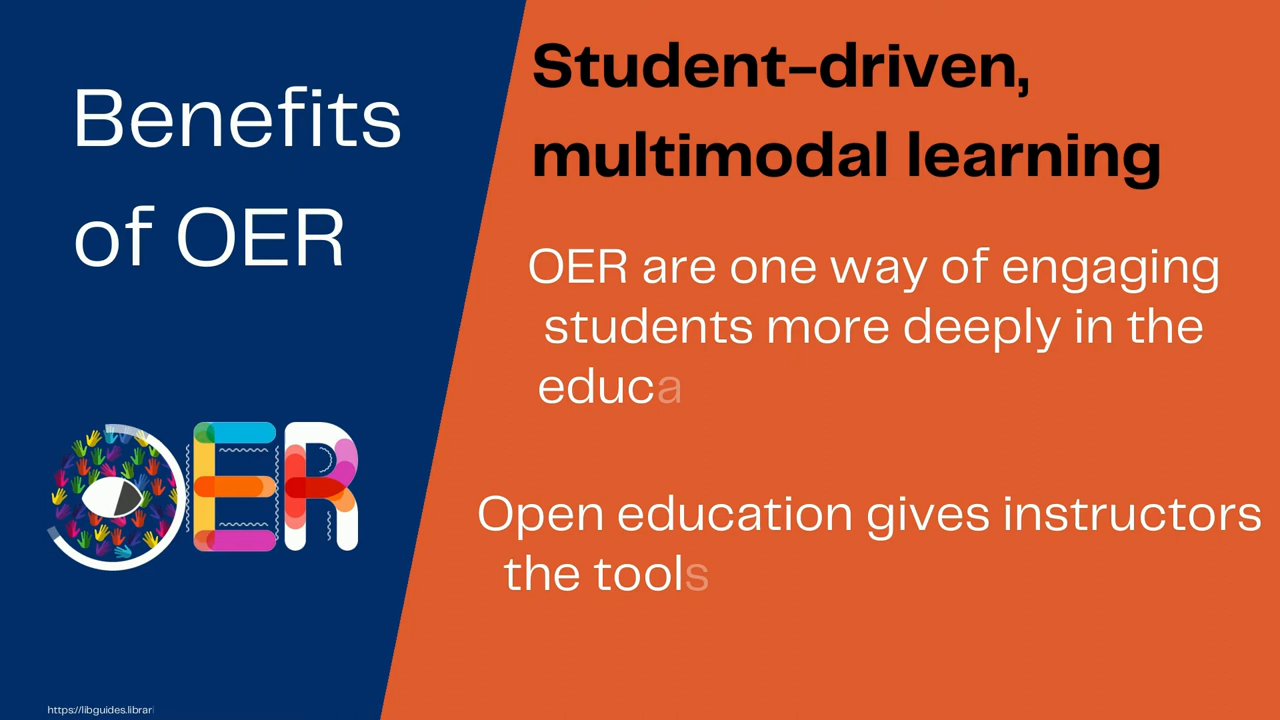 Benefits
of OER
OER
https://libguides.librar
Student-driven,
multimodal learning
OER are one way of engaging
students more deeply in the
educa
Open education gives instructors
the tools